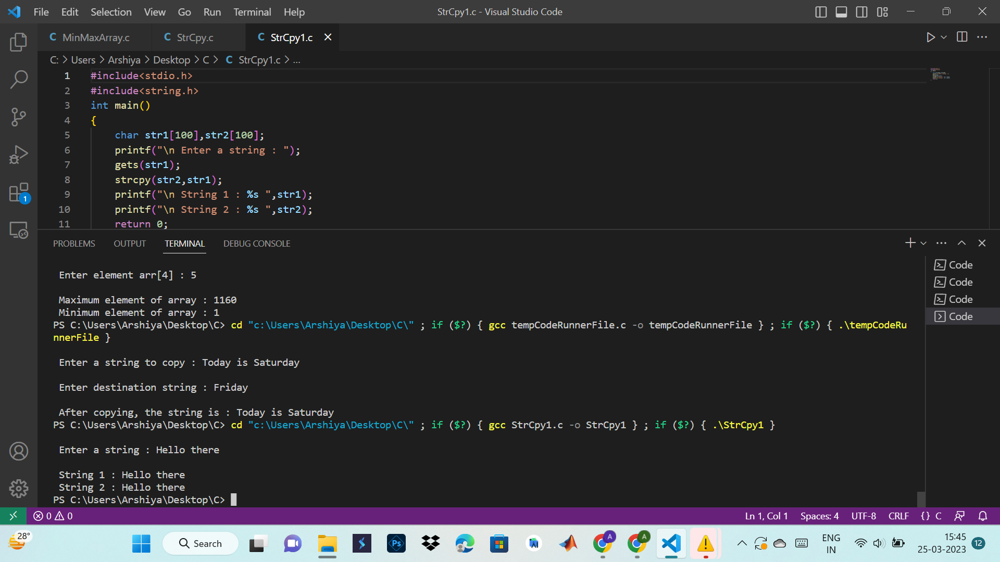 File Edit Selection View Go Run Terminal Help
StrCpy1.c - Visual Studio Code
C MinMaxArray.c C StrCpy.c C StrCpy1.c
C: > Users > Arshiya > Desktop > C > C StrCpy1.c > ...
1 #include<stdio.h>
2 #include<string.h>
3 int main()
4 {
5 char str1[100],str2[100];
6 printf("\n Enter a string : ");
7 gets(str1);
8 strcpy(str2,str1);
9 printf("\n String 1 : %s ",str1);
10 printf("\n String 2 : %s ",str2);
11 return 0;
1
PROBLEMS OUTPUT TERMINAL DEBUG CONSOLE
Enter element arr[4] : 5
Maximum element of array : 1160
Minimum element of array : 1
PS C:\Users\Arshiya\Desktop\C> cd "c:\Users\Arshiya\Desktop\C\" ; if ($?) { gcc tempCodeRunnerFile.c -o tempCodeRunnerFile } ; if ($?) { .\tempCodeRu
nnerFile }
Enter a string to copy : Today is Saturday
Enter destination string : Friday
After copying, the string is : Today is Saturday
PS C:\Users\Arshiya\Desktop\C> cd "c:\Users\Arshiya\Desktop\C\" ; if ($?) { gcc StrCpy1.c -o StrCpy1 } ; if ($?) { .\StrCpy1 }
Enter a string : Hello there
String 1 : Hello there
String 2 : Hello there
PS C:\Users\Arshiya\Desktop\C>
Code
Code
Code
Code
0 0
Ln 1, Col 1 Spaces: 4 UTF-8 CRLF {} C
28°
Search
Ps
A
A
ENG
IN
15:45
25-03-2023
12